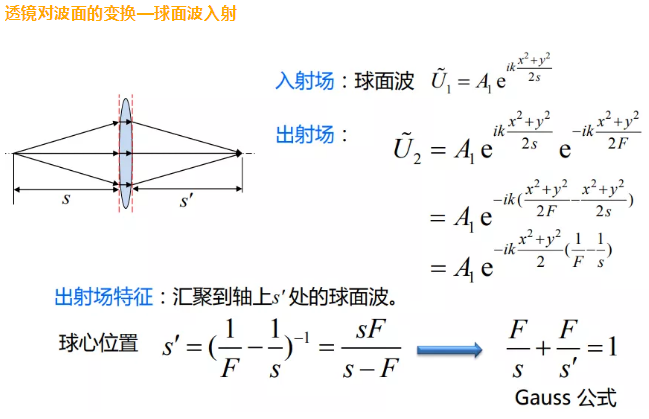 透镜对波面的变换—球面波入射
入射场：球面波 Ũ₁ = A₁ e^{ik(x²+y²)/(2s)}
出射场： Ũ₂ = A₁ e^{ik(x²+y²)/(2s)} e^{-ik(x²+y²)/(2F)}
= A₁ e^{-ik((x²+y²)/(2F) - (x²+y²)/(2s))}
= A₁ e^{-ik(x²+y²)/2 (1/F - 1/s)}
s s′
出射场特征：汇聚到轴上s′处的球面波。
球心位置 s′ = (1/F - 1/s)⁻¹ = sF/(s - F) F/s + F/s′ = 1
Gauss 公式